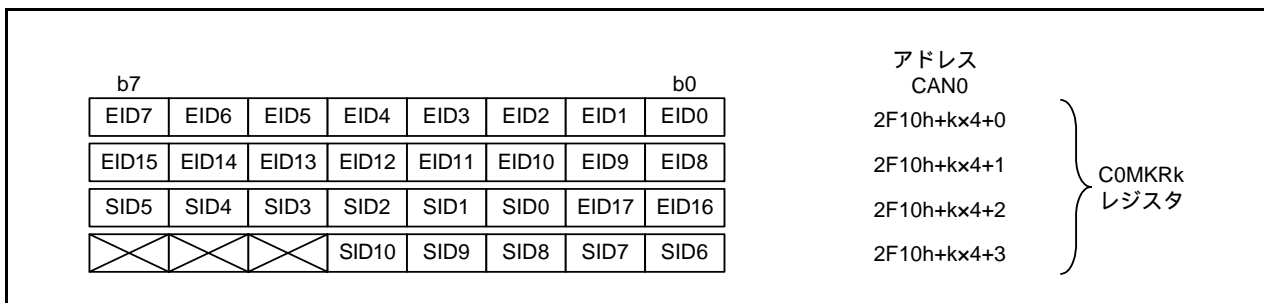 アドレス
b7 b0 CAN0
EID7 EID6 EID5 EID4 EID3 EID2 EID1 EID0 2F10h+k×4+0
EID15 EID14 EID13 EID12 EID11 EID10 EID9 EID8 2F10h+k×4+1
C0MKRk
SID5 SID4 SID3 SID2 SID1 SID0 EID17 EID16 2F10h+k×4+2
レジスタ
SID10 SID9 SID8 SID7 SID6 2F10h+k×4+3